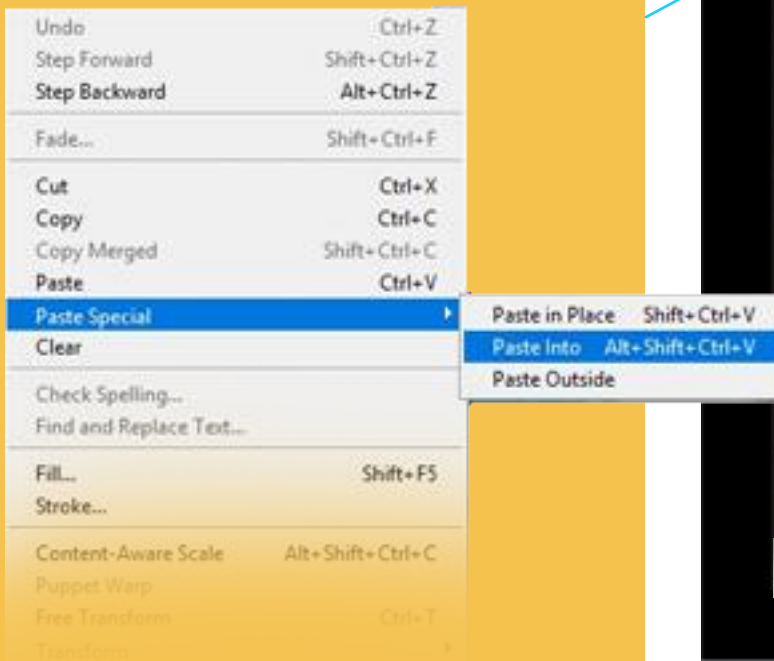 Undo Ctrl+Z
Step Forward Shift+Ctrl+Z
Step Backward Alt+Ctrl+Z
Fade... Shift+Ctrl+F
Cut Ctrl+X
Copy Ctrl+C
Copy Merged Shift+Ctrl+C
Paste Ctrl+V
Paste Special
Paste in Place Shift+Ctrl+V
Paste Into Alt+Shift+Ctrl+V
Paste Outside
Clear
Check Spelling...
Find and Replace Text...
Fill... Shift+F5
Stroke...
Content-Aware Scale Alt+Shift+Ctrl+C
Puppet Warp
Free Transform Ctrl+T
Transform